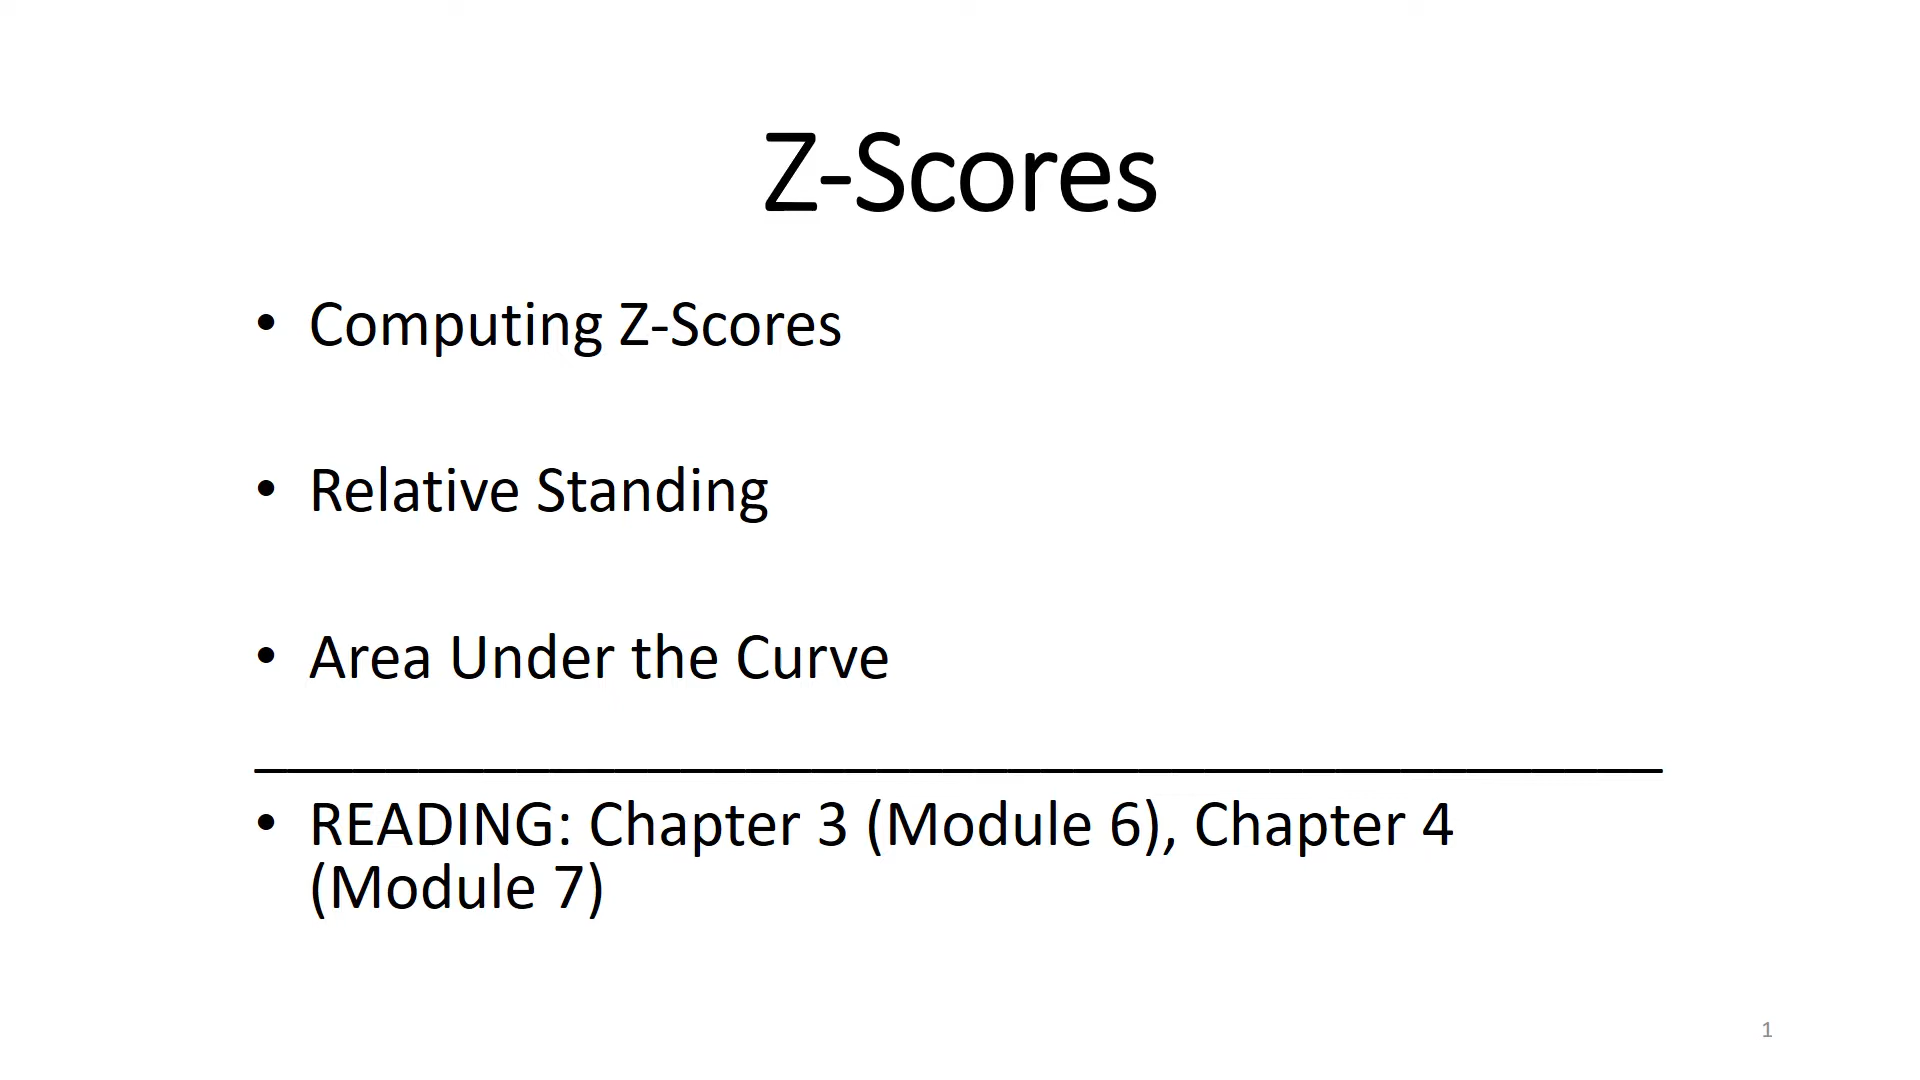 Z-Scores
• Computing Z-Scores
• Relative Standing
• Area Under the Curve
• READING: Chapter 3 (Module 6), Chapter 4
(Module 7)
1